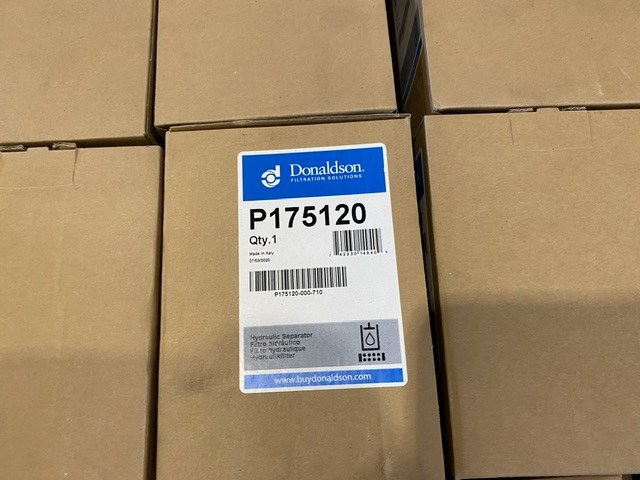 Donaldson.
FILTRATION SOLUTIONS
P175120
Qty.1
Made in Italy
P175120-000-710
Hydraulic Separator
Filtro hidráulico
Filtre hydraulique
Hydraulikfilter
www.buydonaldson.com